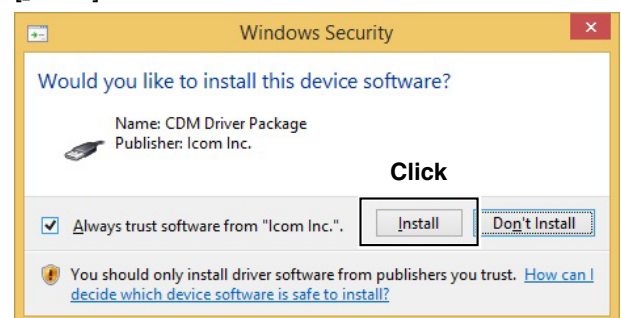 Windows Security
Would you like to install this device software?
Name: CDM Driver Package
Publisher: Icom Inc.
Click
Always trust software from "Icom Inc.".
Install
Don't Install
You should only install driver software from publishers you trust. How can I
decide which device software is safe to install?